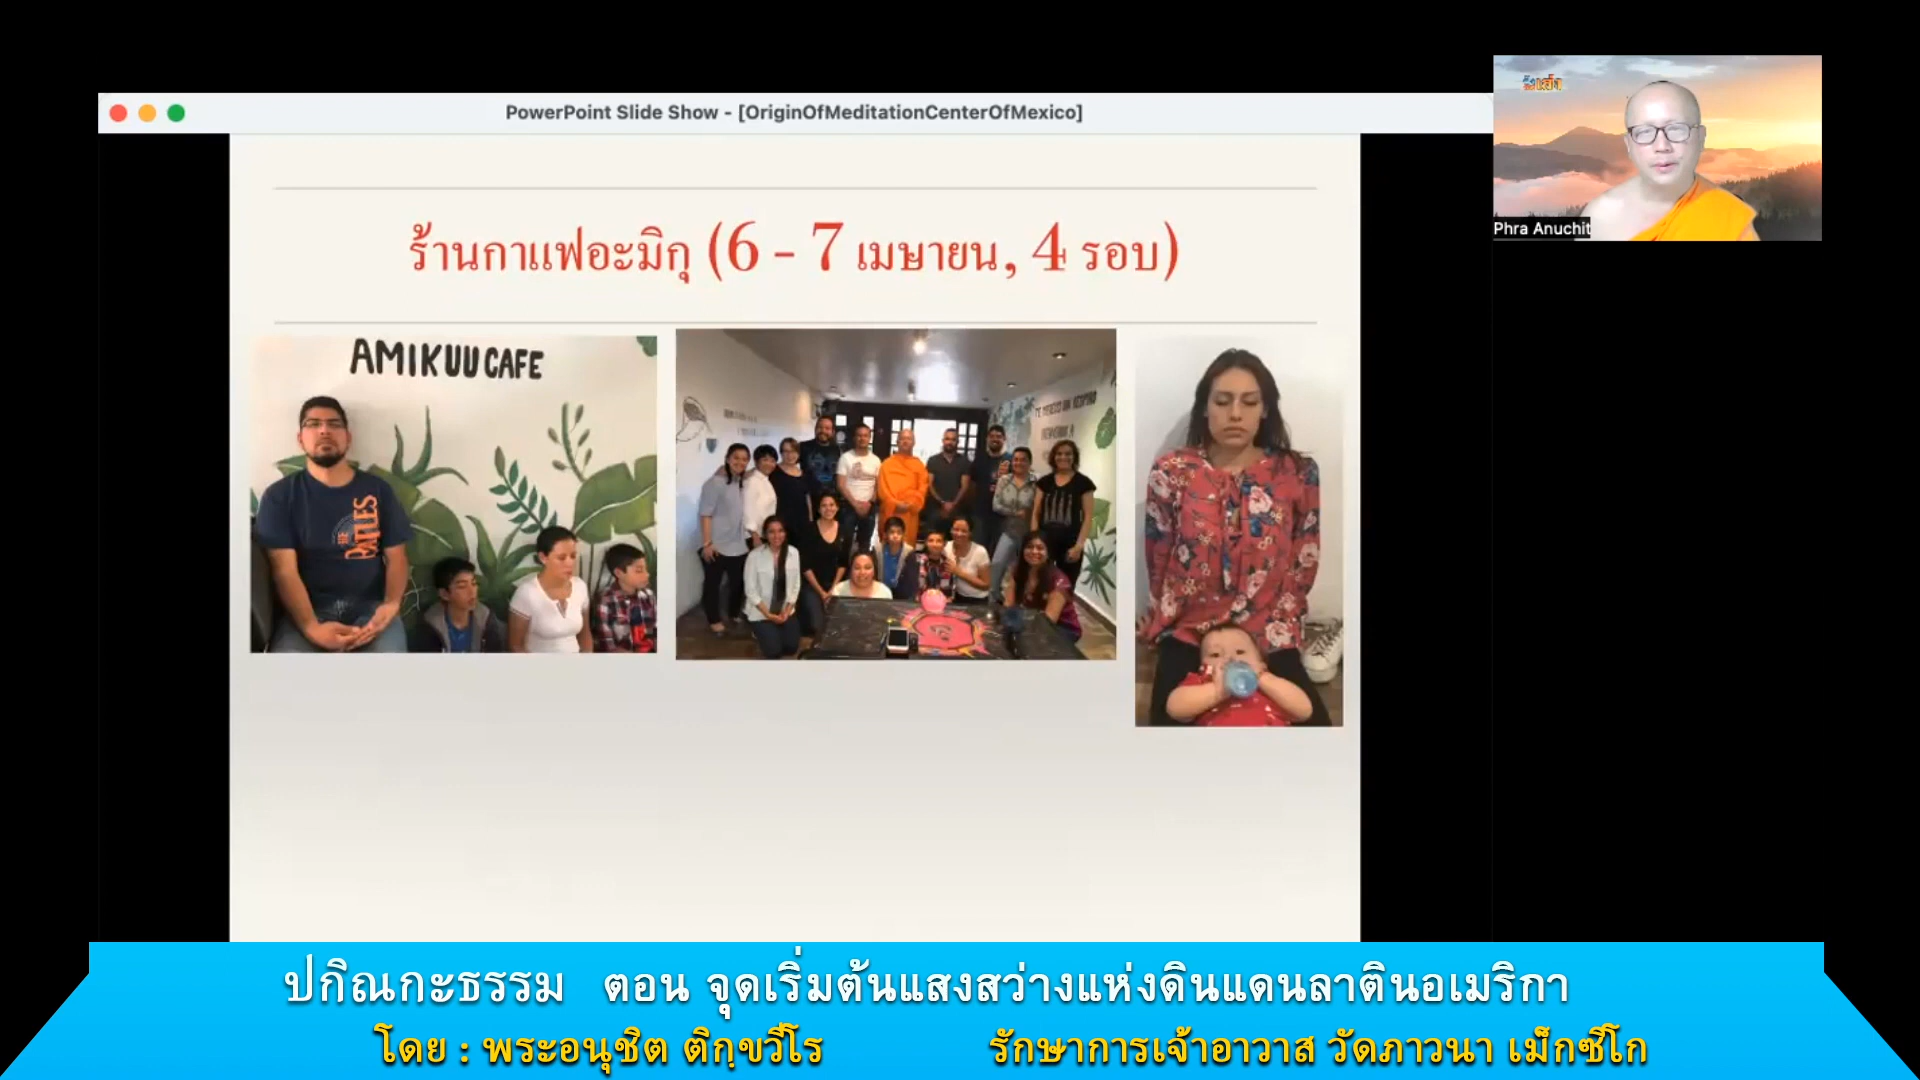 PowerPoint Slide Show - [OriginOfMeditationCenterOfMexico]
Phra Anuchit
ร้านกาแฟอะมิกุ (6 - 7 เมษายน, 4 รอบ)
AMIKUU CAFE
ปกิณกะธรรม ตอน จุดเริ่มต้นแสงสว่างแห่งดินแดนลาตินอเมริกา
โดย : พระอนุชิต ติกฺขวีโร รักษาการเจ้าอาวาส วัดภาวนา เม็กซิโก